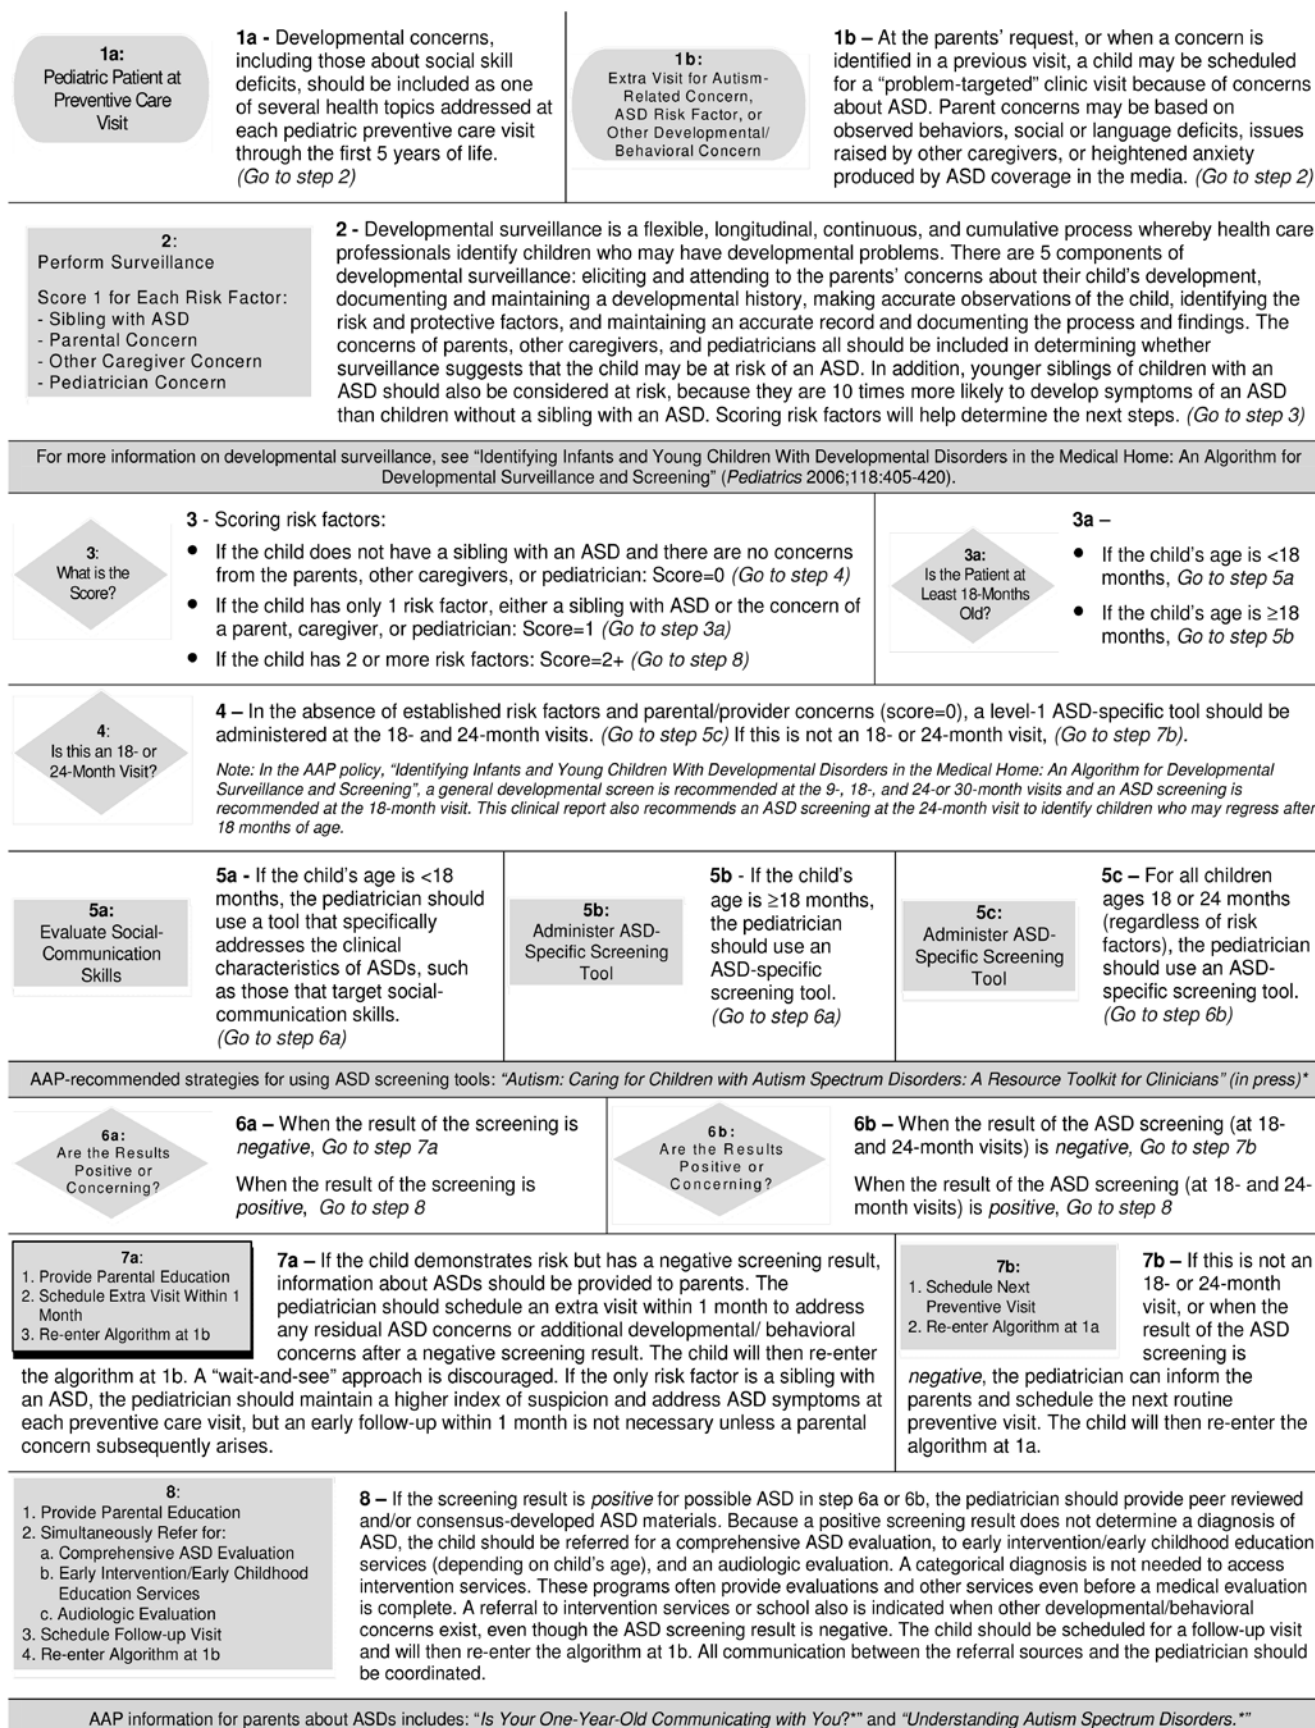 1a:
Pediatric Patient at
Preventive Care
Visit
1a - Developmental concerns,
including those about social skill
deficits, should be included as one
of several health topics addressed at
each pediatric preventive care visit
through the first 5 years of life.
(Go to step 2)
1b:
Extra Visit for Autism-
Related Concern,
ASD Risk Factor, or
Other Developmental/
Behavioral Concern
1b – At the parents’ request, or when a concern is
identified in a previous visit, a child may be scheduled
for a “problem-targeted” clinic visit because of concerns
about ASD. Parent concerns may be based on
observed behaviors, social or language deficits, issues
raised by other caregivers, or heightened anxiety
produced by ASD coverage in the media. (Go to step 2)
2:
Perform Surveillance
Score 1 for Each Risk Factor:
- Sibling with ASD
- Parental Concern
- Other Caregiver Concern
- Pediatrician Concern
2 - Developmental surveillance is a flexible, longitudinal, continuous, and cumulative process whereby health care
professionals identify children who may have developmental problems. There are 5 components of
developmental surveillance: eliciting and attending to the parents’ concerns about their child’s development,
documenting and maintaining a developmental history, making accurate observations of the child, identifying the
risk and protective factors, and maintaining an accurate record and documenting the process and findings. The
concerns of parents, other caregivers, and pediatricians all should be included in determining whether
surveillance suggests that the child may be at risk of an ASD. In addition, younger siblings of children with an
ASD should also be considered at risk, because they are 10 times more likely to develop symptoms of an ASD
than children without a sibling with an ASD. Scoring risk factors will help determine the next steps. (Go to step 3)
For more information on developmental surveillance, see “Identifying Infants and Young Children With Developmental Disorders in the Medical Home: An Algorithm for
Developmental Surveillance and Screening” (Pediatrics 2006;118:405-420).
3:
What is the
Score?
3 - Scoring risk factors:
● If the child does not have a sibling with an ASD and there are no concerns
from the parents, other caregivers, or pediatrician: Score=0 (Go to step 4)
● If the child has only 1 risk factor, either a sibling with ASD or the concern of
a parent, caregiver, or pediatrician: Score=1 (Go to step 3a)
● If the child has 2 or more risk factors: Score=2+ (Go to step 8)
3a:
Is the Patient at
Least 18-Months
Old?
3a –
● If the child’s age is <18
months, Go to step 5a
● If the child’s age is ≥18
months, Go to step 5b
4:
Is this an 18- or
24-Month Visit?
4 – In the absence of established risk factors and parental/provider concerns (score=0), a level-1 ASD-specific tool should be
administered at the 18- and 24-month visits. (Go to step 5c) If this is not an 18- or 24-month visit, (Go to step 7b).
Note: In the AAP policy, “Identifying Infants and Young Children With Developmental Disorders in the Medical Home: An Algorithm for Developmental
Surveillance and Screening”, a general developmental screen is recommended at the 9-, 18-, and 24-or 30-month visits and an ASD screening is
recommended at the 18-month visit. This clinical report also recommends an ASD screening at the 24-month visit to identify children who may regress after
18 months of age.
5a:
Evaluate Social-
Communication
Skills
5a - If the child’s age is <18
months, the pediatrician should
use a tool that specifically
addresses the clinical
characteristics of ASDs, such
as those that target social-
communication skills.
(Go to step 6a)
5b:
Administer ASD-
Specific Screening
Tool
5b - If the child’s
age is ≥18 months,
the pediatrician
should use an
ASD-specific
screening tool.
(Go to step 6a)
5c:
Administer ASD-
Specific Screening
Tool
5c – For all children
ages 18 or 24 months
(regardless of risk
factors), the pediatrician
should use an ASD-
specific screening tool.
(Go to step 6b)
AAP-recommended strategies for using ASD screening tools: “Autism: Caring for Children with Autism Spectrum Disorders: A Resource Toolkit for Clinicians” (in press)*
6a:
Are the Results
Positive or
Concerning?
6a – When the result of the screening is
negative, Go to step 7a
When the result of the screening is
positive, Go to step 8
6b:
Are the Results
Positive or
Concerning?
6b – When the result of the ASD screening (at 18-
and 24-month visits) is negative, Go to step 7b
When the result of the ASD screening (at 18- and 24-
month visits) is positive, Go to step 8
7a:
1. Provide Parental Education
2. Schedule Extra Visit Within 1
Month
3. Re-enter Algorithm at 1b
7a – If the child demonstrates risk but has a negative screening result,
information about ASDs should be provided to parents. The
pediatrician should schedule an extra visit within 1 month to address
any residual ASD concerns or additional developmental/ behavioral
concerns after a negative screening result. The child will then re-enter
the algorithm at 1b. A “wait-and-see” approach is discouraged. If the only risk factor is a sibling with
an ASD, the pediatrician should maintain a higher index of suspicion and address ASD symptoms at
each preventive care visit, but an early follow-up within 1 month is not necessary unless a parental
concern subsequently arises.
7b:
1. Schedule Next
Preventive Visit
2. Re-enter Algorithm at 1a
7b – If this is not an
18- or 24-month
visit, or when the
result of the ASD
screening is
negative, the pediatrician can inform the
parents and schedule the next routine
preventive visit. The child will then re-enter the
algorithm at 1a.
8:
1. Provide Parental Education
2. Simultaneously Refer for:
a. Comprehensive ASD Evaluation
b. Early Intervention/Early Childhood
Education Services
c. Audiologic Evaluation
3. Schedule Follow-up Visit
4. Re-enter Algorithm at 1b
8 – If the screening result is positive for possible ASD in step 6a or 6b, the pediatrician should provide peer reviewed
and/or consensus-developed ASD materials. Because a positive screening result does not determine a diagnosis of
ASD, the child should be referred for a comprehensive ASD evaluation, to early intervention/early childhood education
services (depending on child’s age), and an audiologic evaluation. A categorical diagnosis is not needed to access
intervention services. These programs often provide evaluations and other services even before a medical evaluation
is complete. A referral to intervention services or school also is indicated when other developmental/behavioral
concerns exist, even though the ASD screening result is negative. The child should be scheduled for a follow-up visit
and will then re-enter the algorithm at 1b. All communication between the referral sources and the pediatrician should
be coordinated.
AAP information for parents about ASDs includes: “Is Your One-Year-Old Communicating with You?*” and “Understanding Autism Spectrum Disorders.*”